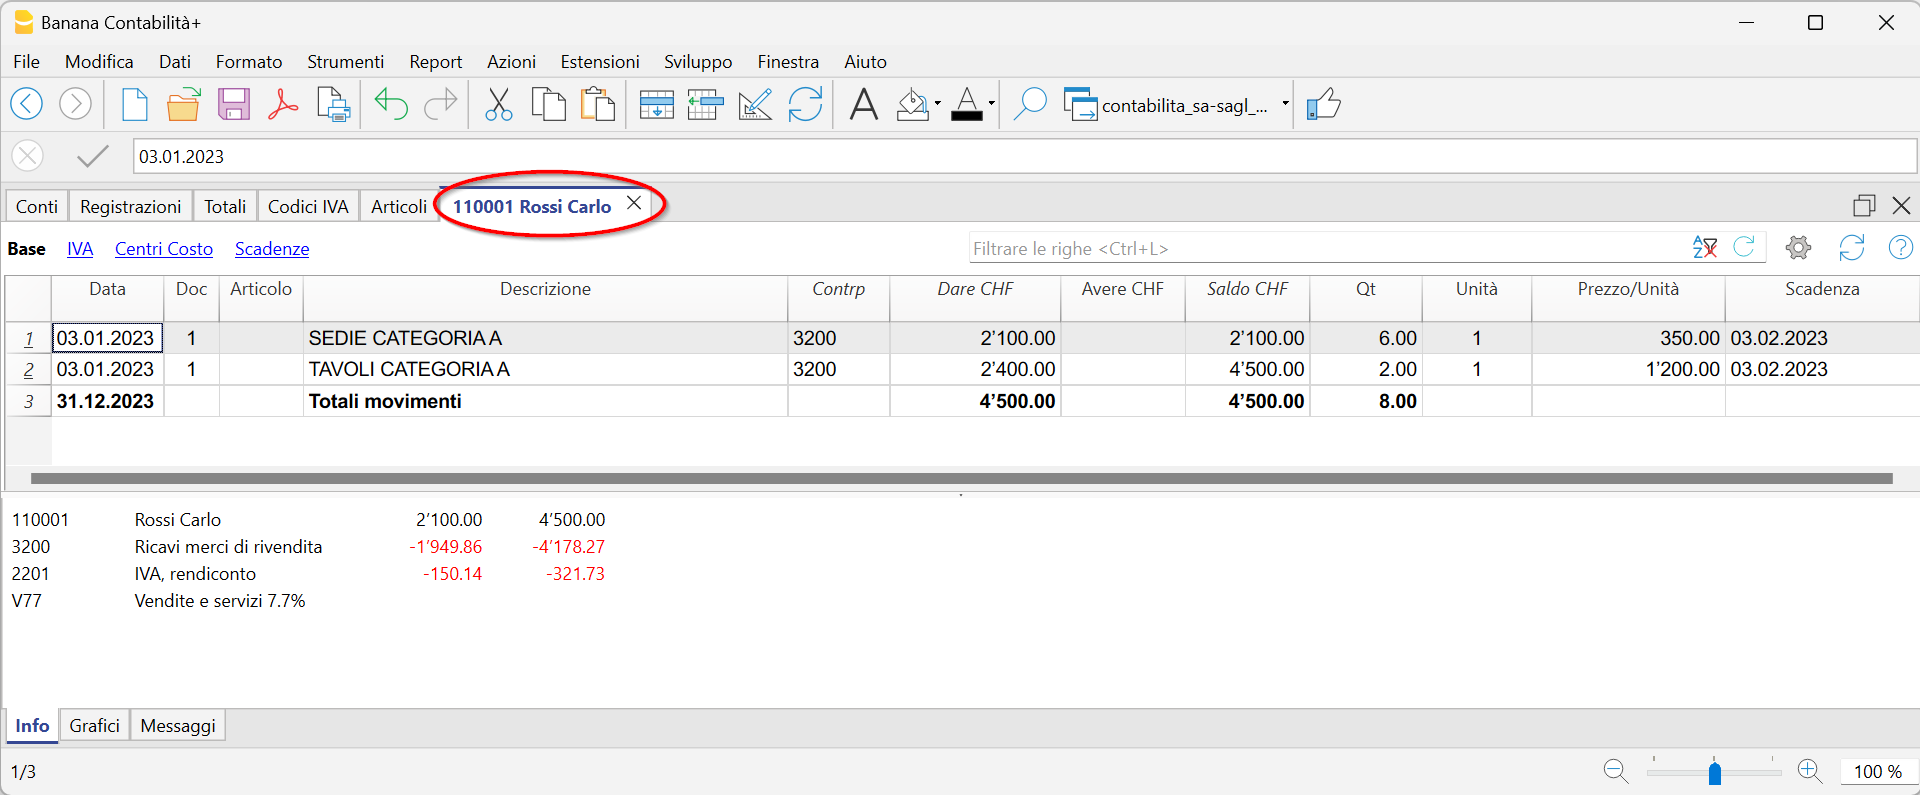 Banana Contabilità+
File Modifica Dati Formato Strumenti Report Azioni Estensioni Sviluppo Finestra Aiuto
contabilita_sa-sagl_...
03.01.2023
Conti Registrazioni Totali Codici IVA Articoli 110001 Rossi Carlo
Base IVA Centri Costo Scadenze Filtrare le righe <Ctrl+L>
Data Doc Articolo Descrizione Contrp Dare CHF Avere CHF Saldo CHF Qt Unità Prezzo/Unità Scadenza
1 03.01.2023 1 SEDIE CATEGORIA A 3200 2’100.00 2’100.00 6.00 1 350.00 03.02.2023
2 03.01.2023 1 TAVOLI CATEGORIA A 3200 2’400.00 4’500.00 2.00 1 1’200.00 03.02.2023
3 31.12.2023 Totali movimenti 4’500.00 4’500.00 8.00
110001 Rossi Carlo 2’100.00 4’500.00
3200 Ricavi merci di rivendita -1’949.86 -4’178.27
2201 IVA, rendiconto -150.14 -321.73
V77 Vendite e servizi 7.7%
Info Grafici Messaggi
1/3 100 %